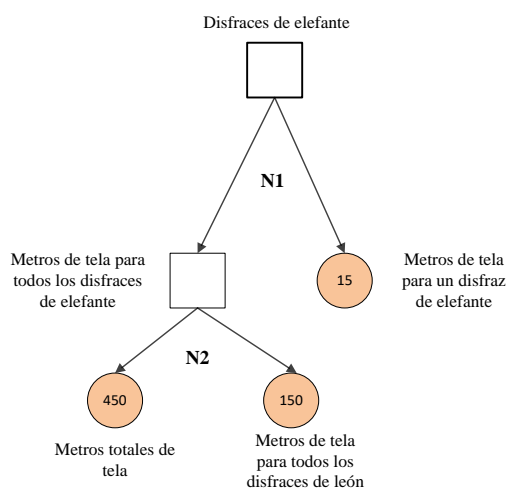 Disfraces de elefante
N1
Metros de tela para
todos los disfraces
de elefante
15
Metros de tela
para un disfraz
de elefante
N2
450
150
Metros totales de
tela
Metros de tela
para todos los
disfraces de león